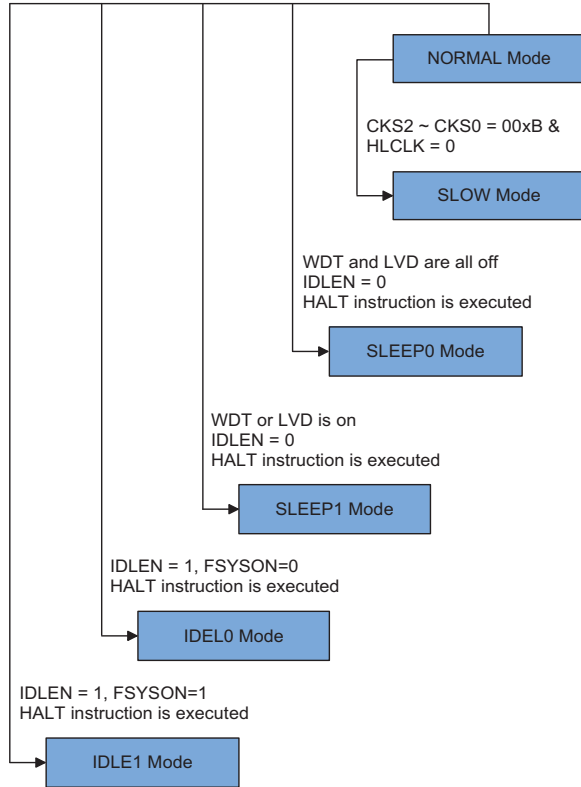 NORMAL Mode
CKS2 ~ CKS0 = 00xB &
HLCLK = 0
SLOW Mode
WDT and LVD are all off
IDLEN = 0
HALT instruction is executed
SLEEP0 Mode
WDT or LVD is on
IDLEN = 0
HALT instruction is executed
SLEEP1 Mode
IDLEN = 1, FSYSON=0
HALT instruction is executed
IDEL0 Mode
IDLEN = 1, FSYSON=1
HALT instruction is executed
IDLE1 Mode